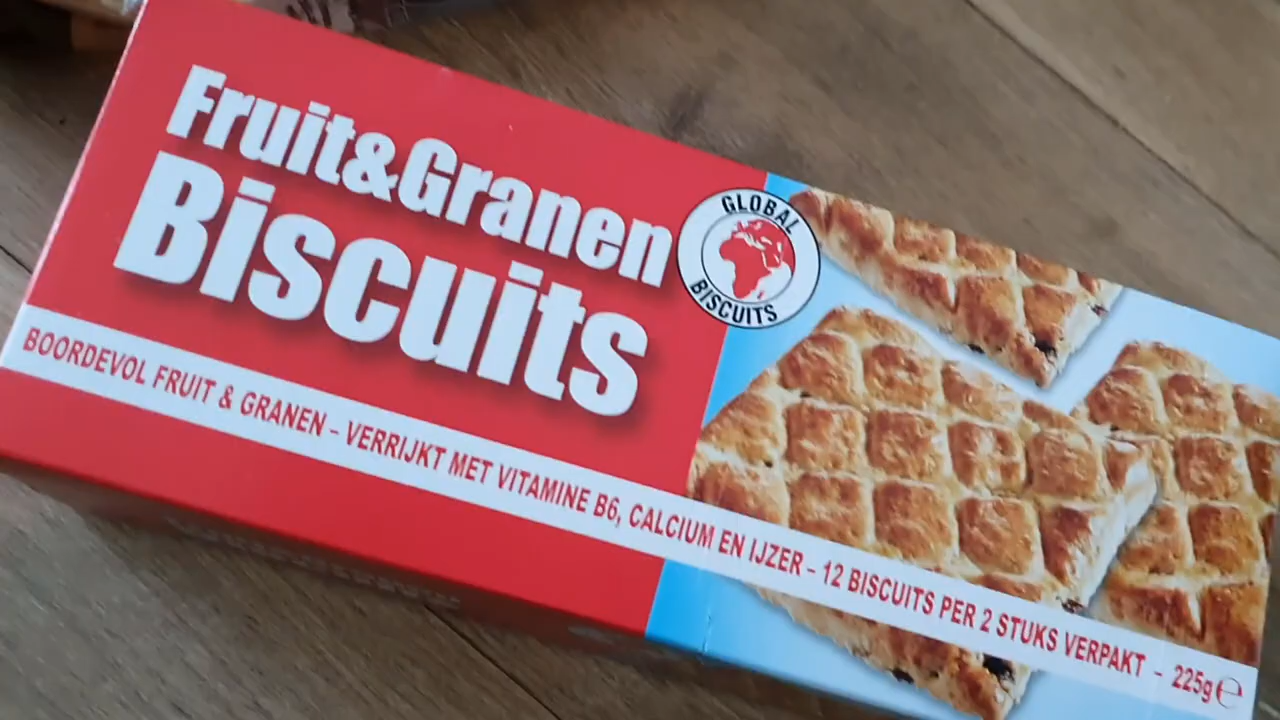 Fruit&Granen
Biscuits
GLOBAL
BISCUITS
BOORDEVOL FRUIT & GRANEN – VERRIJKT MET VITAMINE B6, CALCIUM EN IJZER – 12 BISCUITS PER 2 STUKS VERPAKT – 225g℮